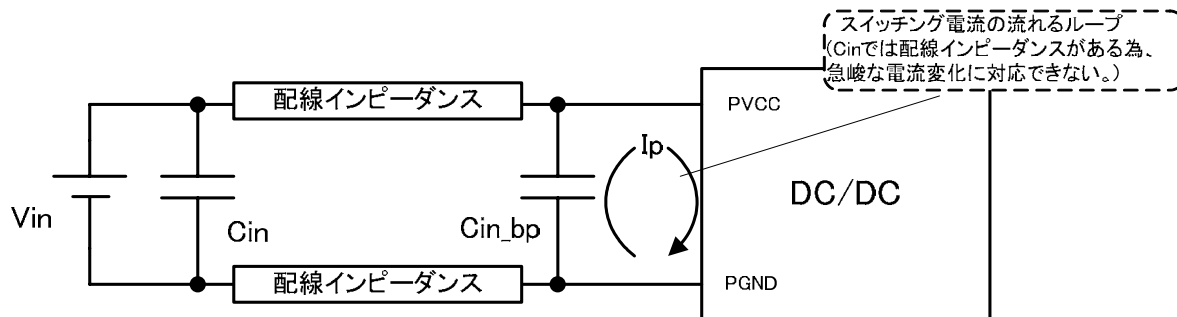 スイッチング電流の流れるループ
(Cinでは配線インピーダンスがある為、
急峻な電流変化に対応できない。)
配線インピーダンス
PVCC
Ip
DC/DC
Vin
Cin
Cin_bp
配線インピーダンス
PGND